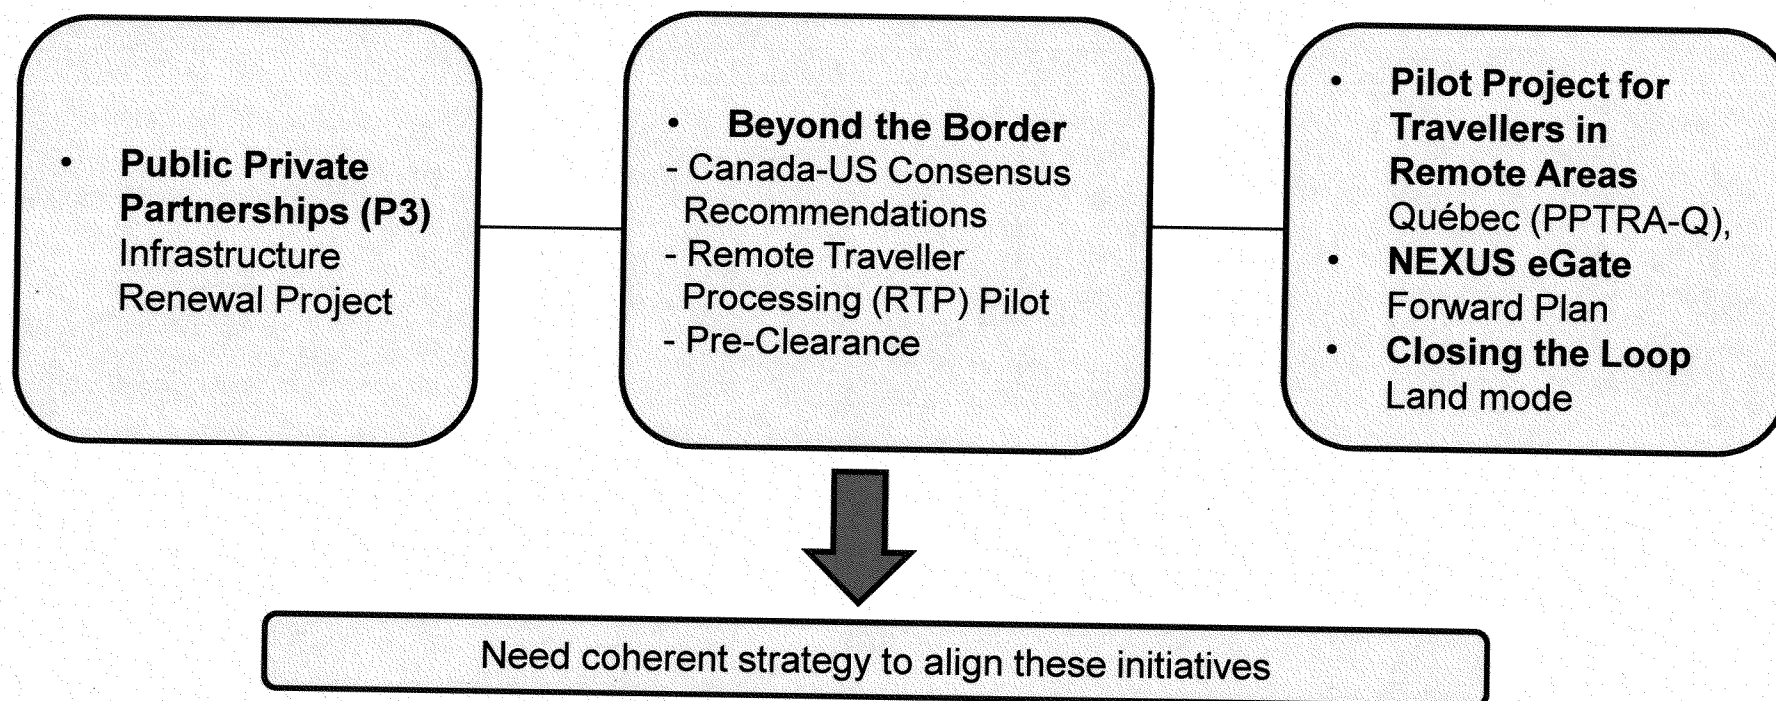 • Public Private
Partnerships (P3)
Infrastructure
Renewal Project
• Beyond the Border
- Canada-US Consensus
Recommendations
- Remote Traveller
Processing (RTP) Pilot
- Pre-Clearance
• Pilot Project for
Travellers in
Remote Areas
Québec (PPTRA-Q),
• NEXUS eGate
Forward Plan
• Closing the Loop
Land mode
Need coherent strategy to align these initiatives